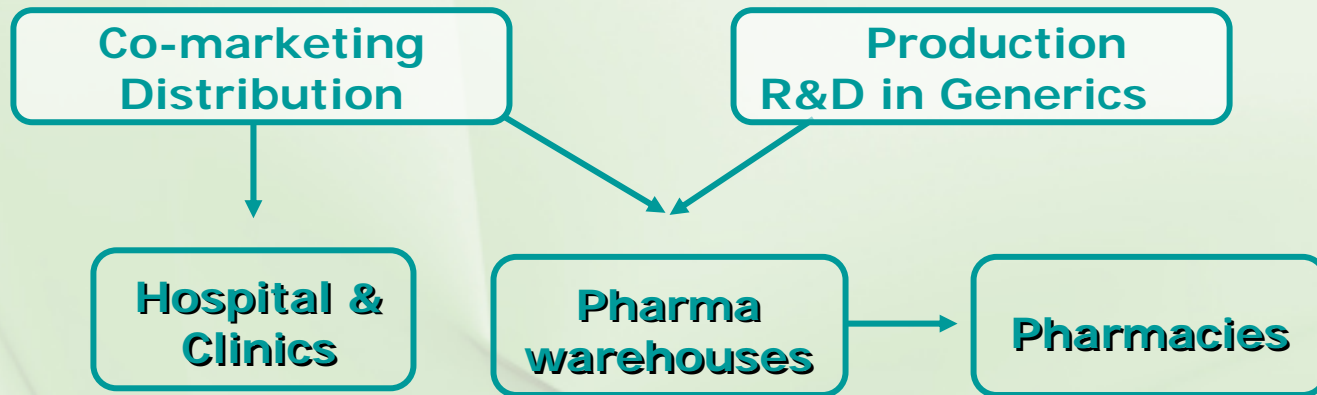 Co-marketing
Distribution
Production
R&D in Generics
Hospital &
Clinics
Pharma
warehouses
Pharmacies